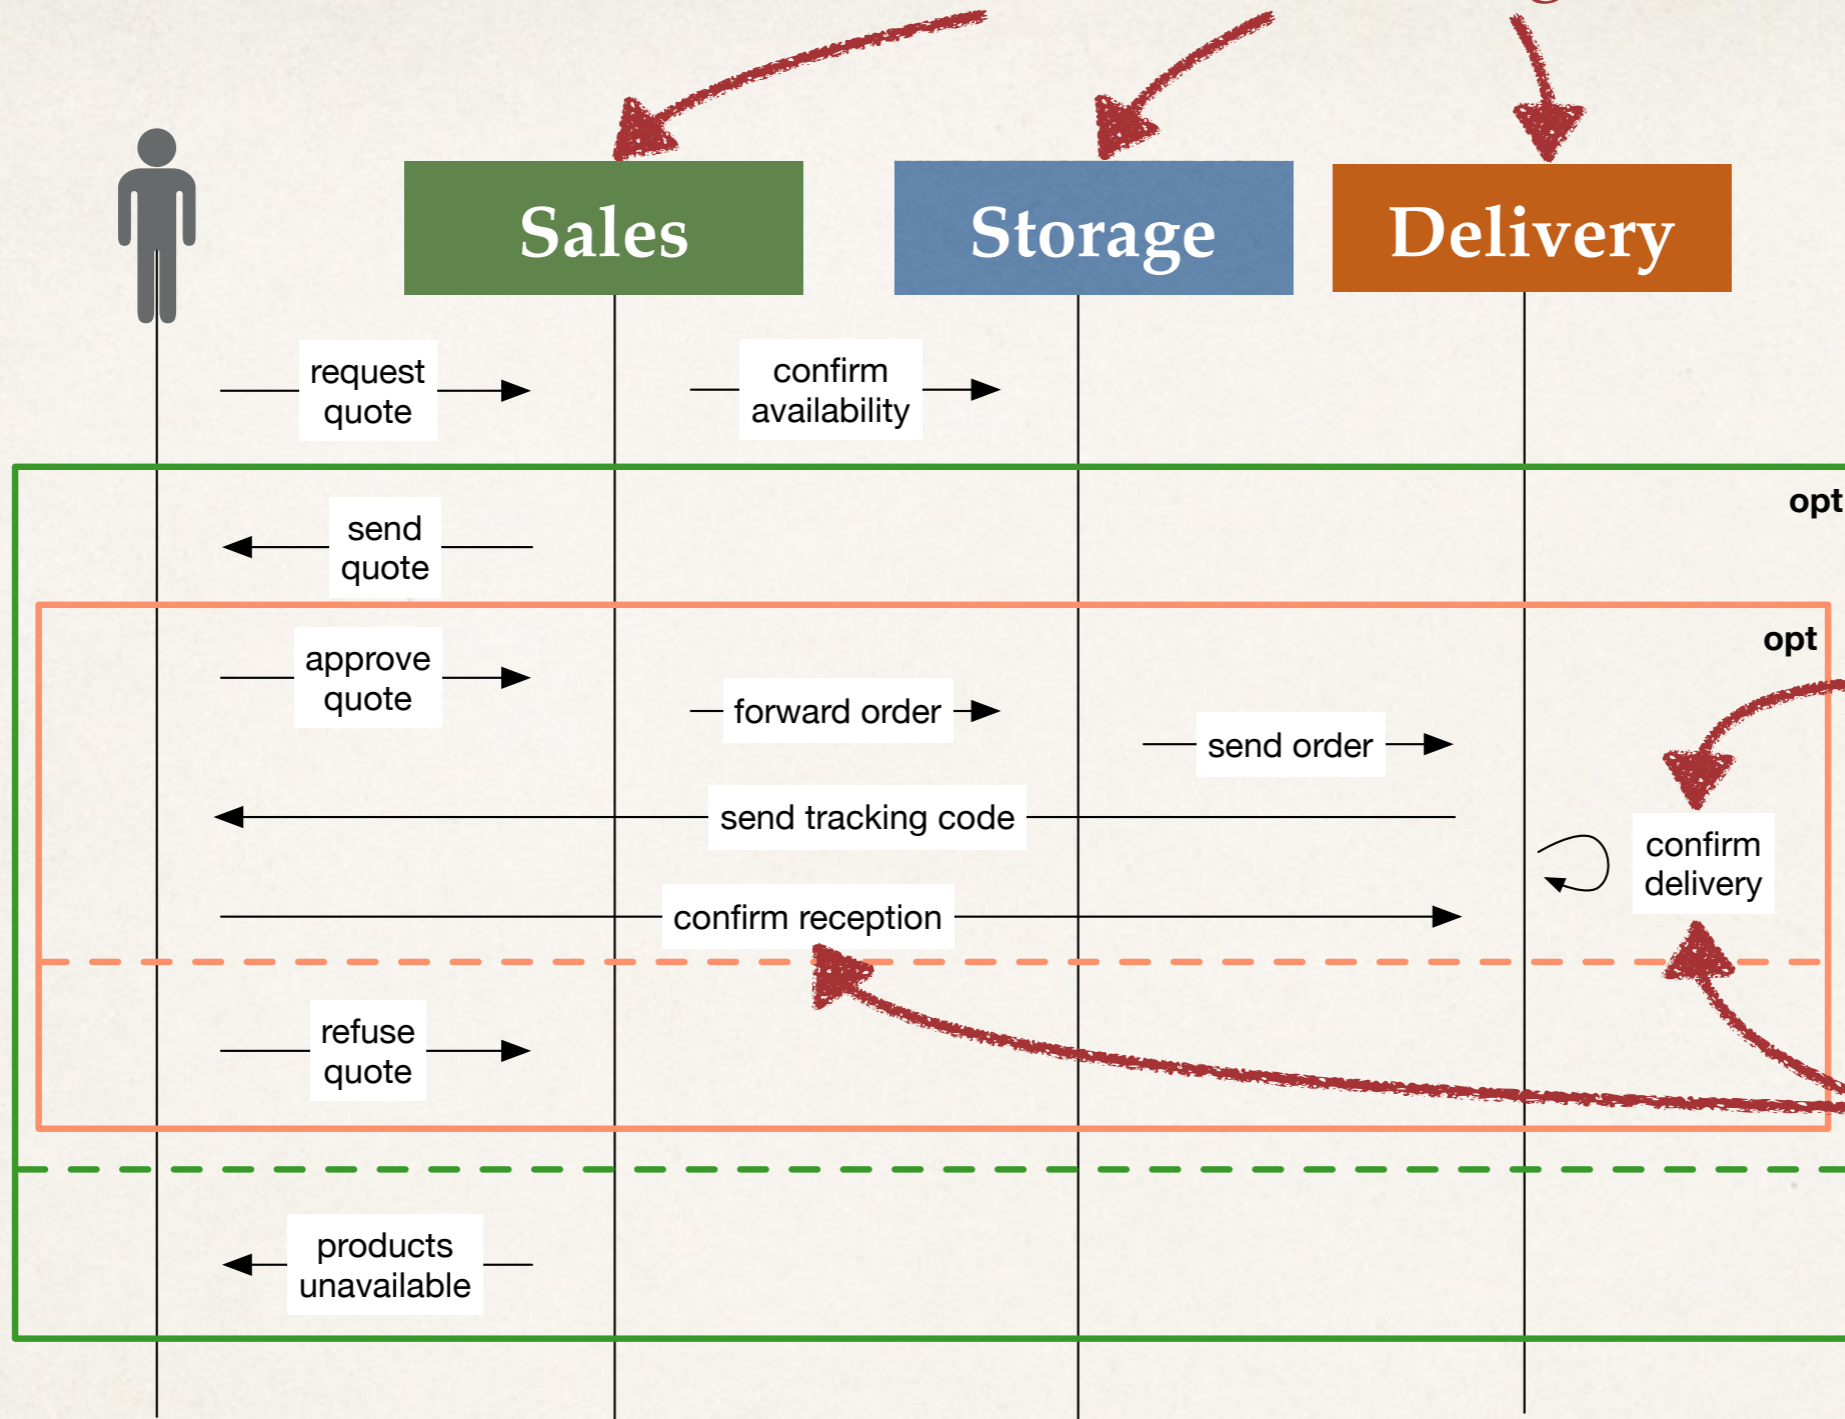 Sales
Storage
Delivery
request
quote
confirm
availability
opt
send
quote
opt
approve
quote
forward order
send order
send tracking code
confirm
delivery
confirm reception
refuse
quote
products
unavailable